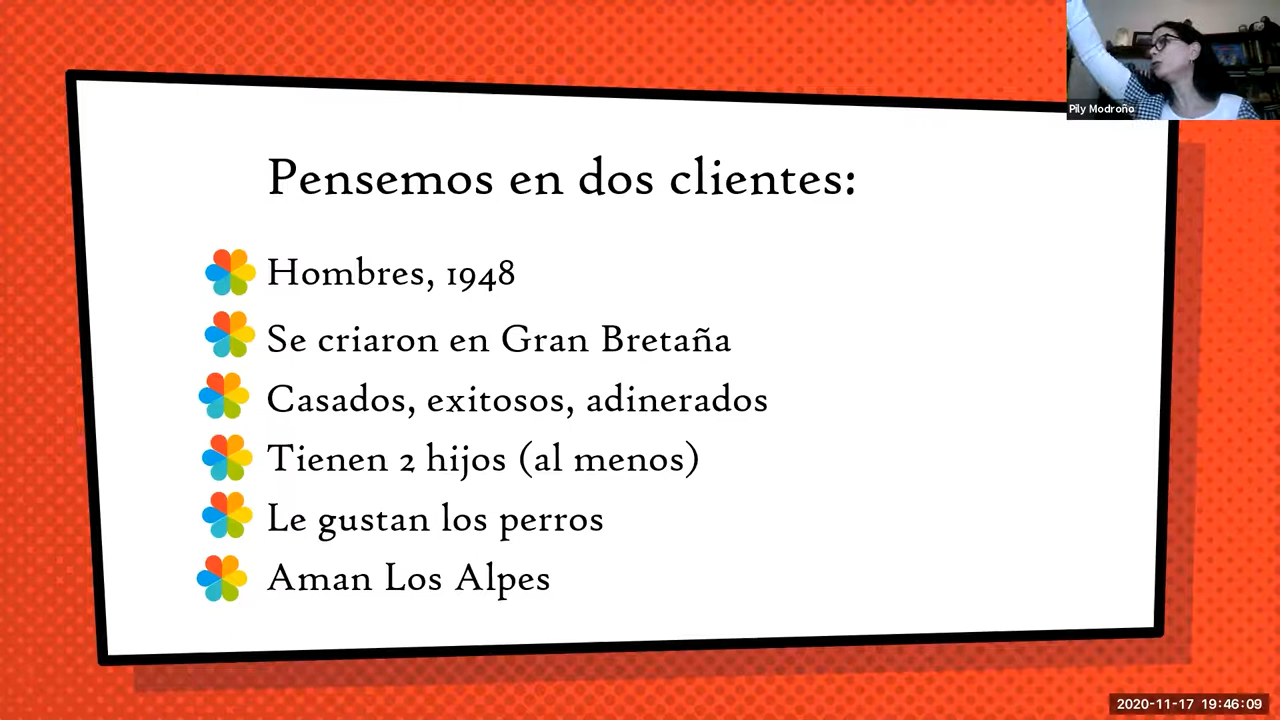 Pily Modroño
Pensemos en dos clientes:
Hombres, 1948
Se criaron en Gran Bretaña
Casados, exitosos, adinerados
Tienen 2 hijos (al menos)
Le gustan los perros
Aman Los Alpes
2020-11-17 19:46:09